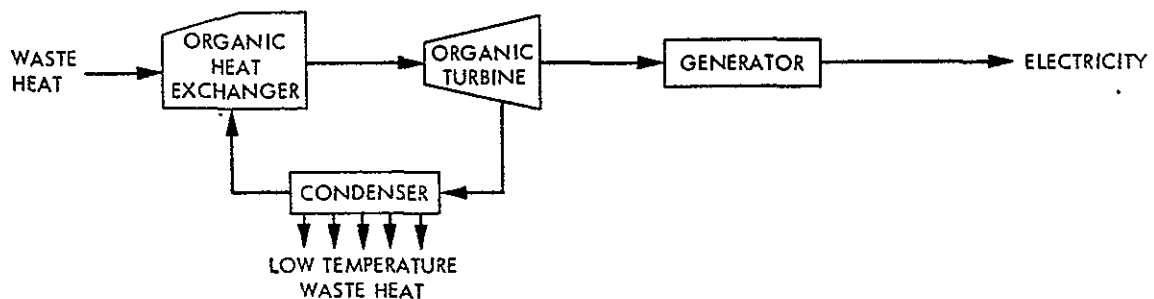 WASTE
HEAT
ORGANIC
HEAT
EXCHANGER
ORGANIC
TURBINE
GENERATOR
ELECTRICITY
CONDENSER
LOW TEMPERATURE
WASTE HEAT